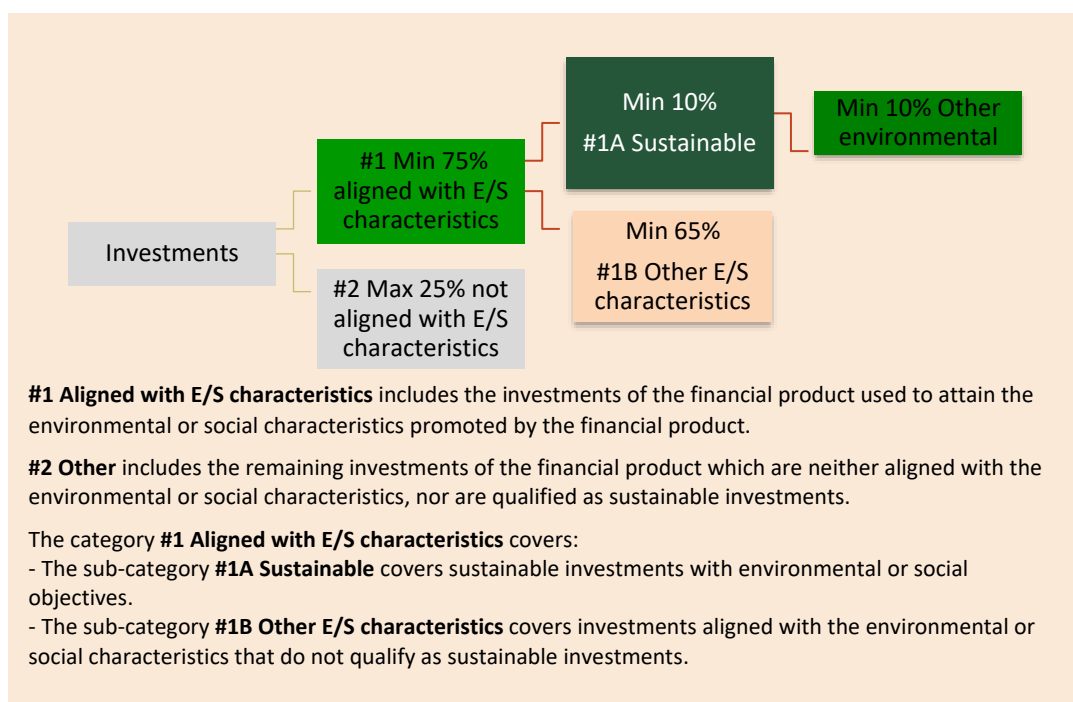 Min 10%
#1A Sustainable
Min 10% Other
environmental
#1 Min 75%
aligned with E/S
characteristics
Investments
Min 65%
#1B Other E/S
characteristics
#2 Max 25% not
aligned with E/S
characteristics
#1 Aligned with E/S characteristics includes the investments of the financial product used to attain the
environmental or social characteristics promoted by the financial product.
#2 Other includes the remaining investments of the financial product which are neither aligned with the
environmental or social characteristics, nor are qualified as sustainable investments.
The category #1 Aligned with E/S characteristics covers:
- The sub-category #1A Sustainable covers sustainable investments with environmental or social
objectives.
- The sub-category #1B Other E/S characteristics covers investments aligned with the environmental or
social characteristics that do not qualify as sustainable investments.